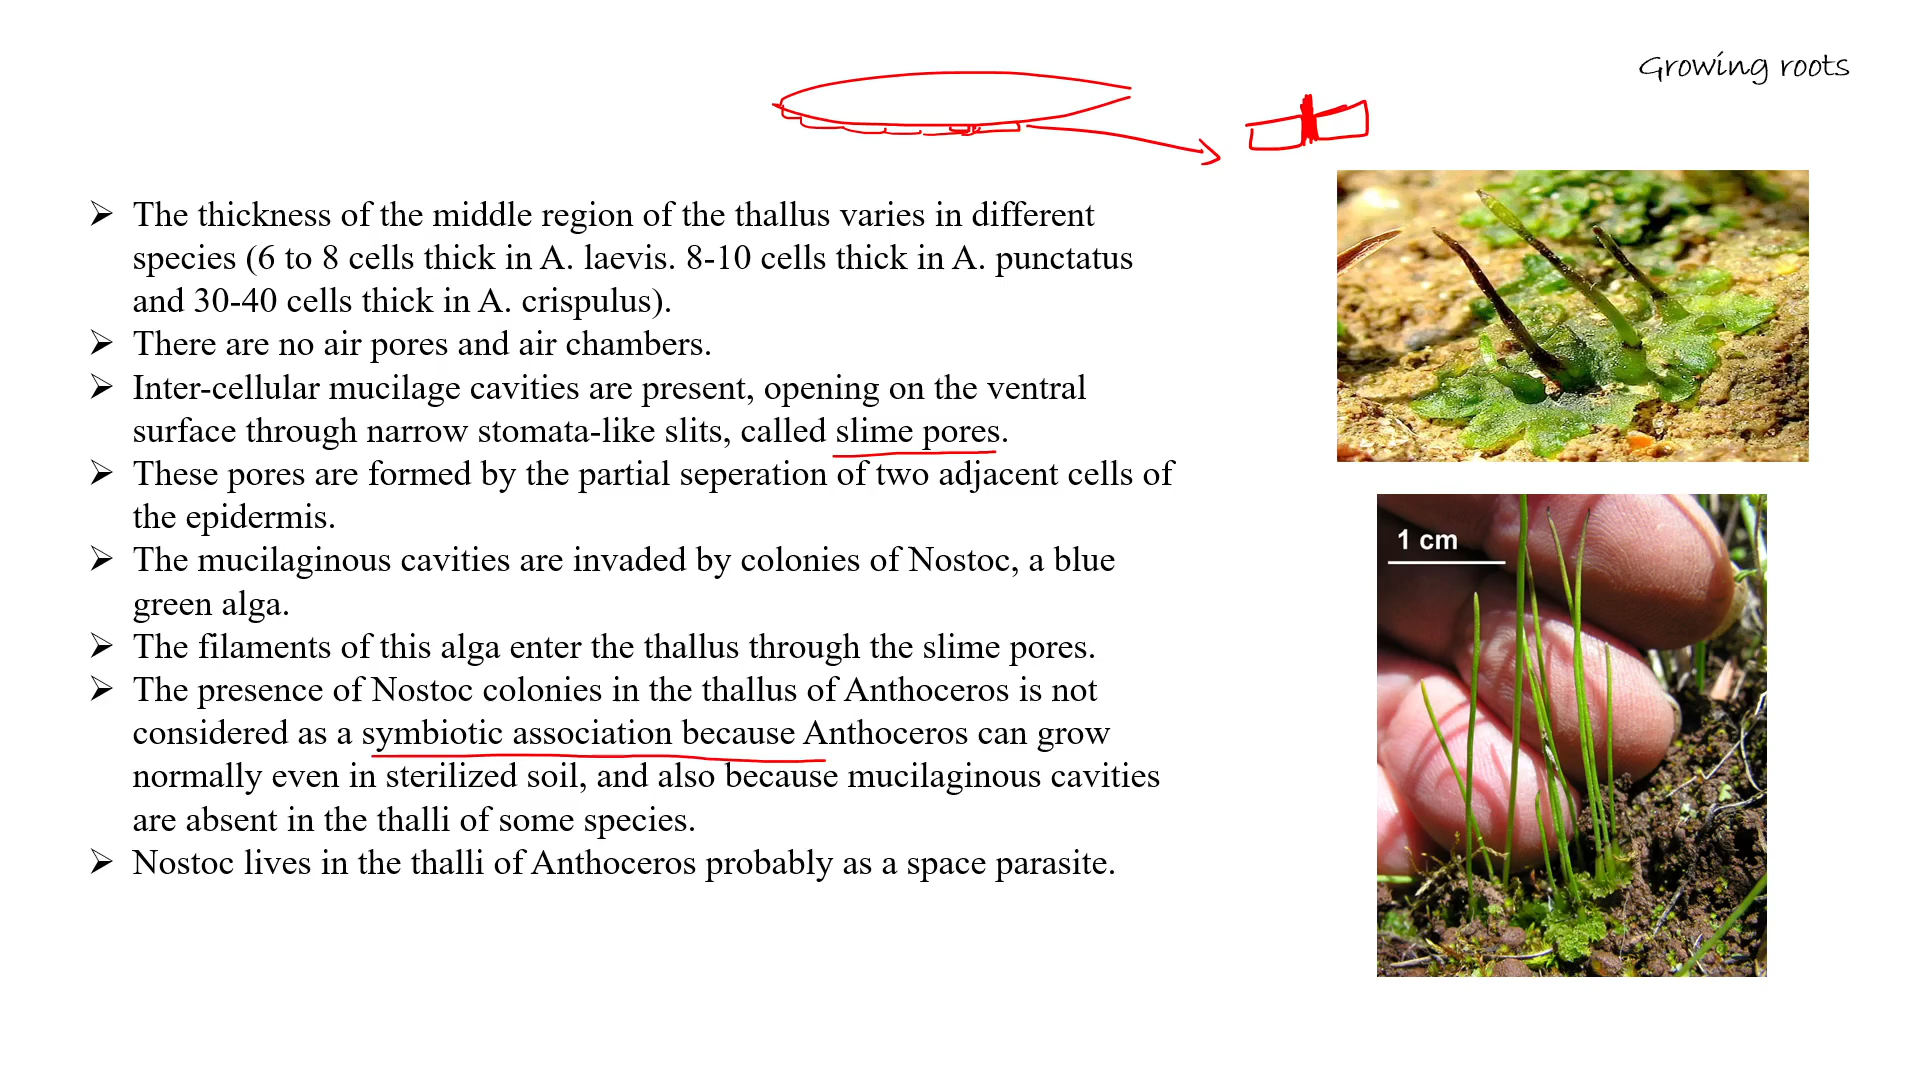 Growing roots
➢ The thickness of the middle region of the thallus varies in different
species (6 to 8 cells thick in A. laevis. 8-10 cells thick in A. punctatus
and 30-40 cells thick in A. crispulus).
➢ There are no air pores and air chambers.
➢ Inter-cellular mucilage cavities are present, opening on the ventral
surface through narrow stomata-like slits, called slime pores.
➢ These pores are formed by the partial seperation of two adjacent cells of
the epidermis.
➢ The mucilaginous cavities are invaded by colonies of Nostoc, a blue
green alga.
➢ The filaments of this alga enter the thallus through the slime pores.
➢ The presence of Nostoc colonies in the thallus of Anthoceros is not
considered as a symbiotic association because Anthoceros can grow
normally even in sterilized soil, and also because mucilaginous cavities
are absent in the thalli of some species.
➢ Nostoc lives in the thalli of Anthoceros probably as a space parasite.
1 cm